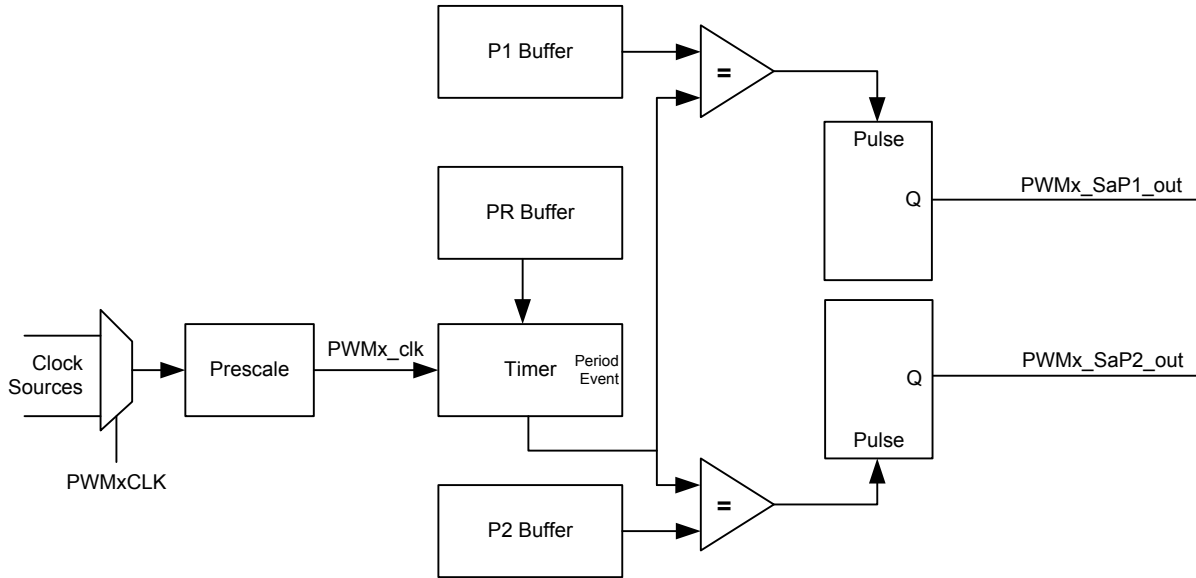 P1 Buffer
=
Pulse
Q
PWMx_SaP1_out
PR Buffer
Clock
Sources
PWMxCLK
Prescale
PWMx_clk
Timer
Period
Event
Q
Pulse
PWMx_SaP2_out
P2 Buffer
=